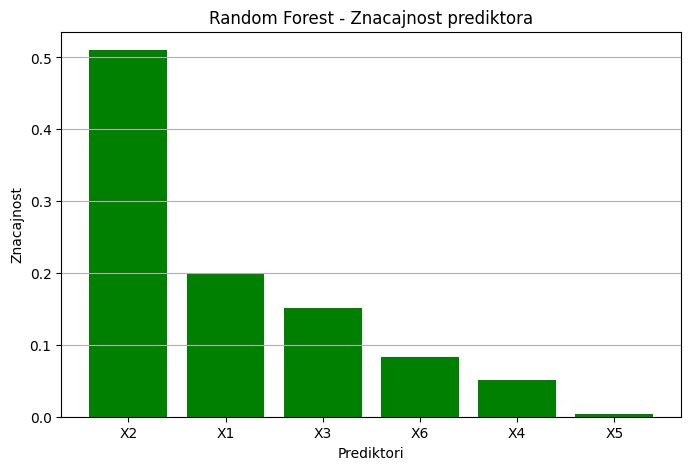 Random Forest - Znacajnost prediktora
Znacajnost
0.5
0.4
0.3
0.2
0.1
0.0
X2 X1 X3 X6 X4 X5
Prediktori